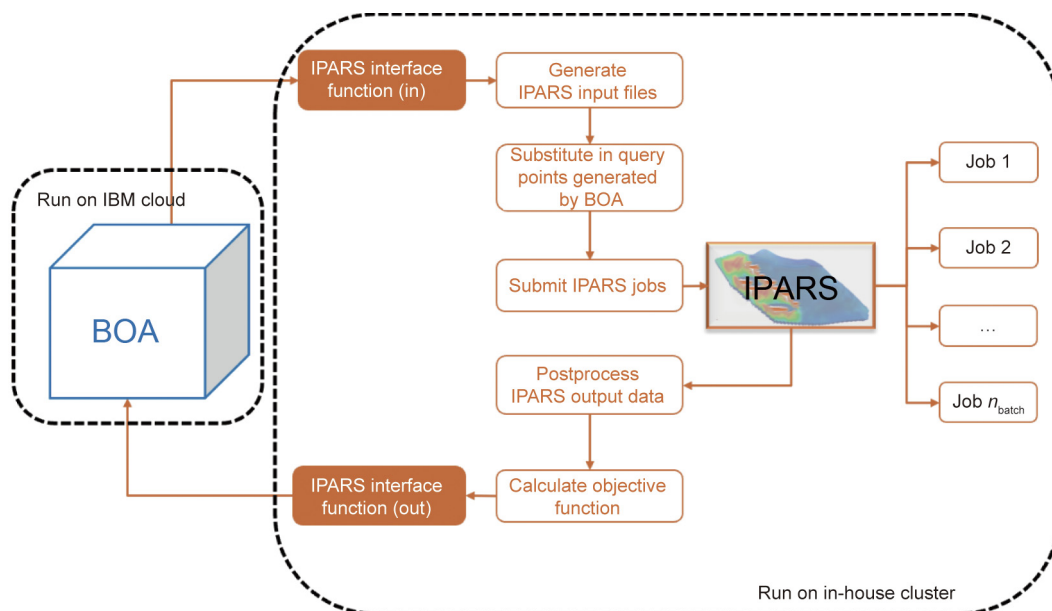 IPARS interface
function (in)
Generate
IPARS input files
Substitute in query
points generated
by BOA
Submit IPARS jobs
IPARS
Job 1
Job 2
…
Job n_batch
Run on IBM cloud
BOA
Postprocess
IPARS output data
Calculate objective
function
IPARS interface
function (out)
Run on in-house cluster